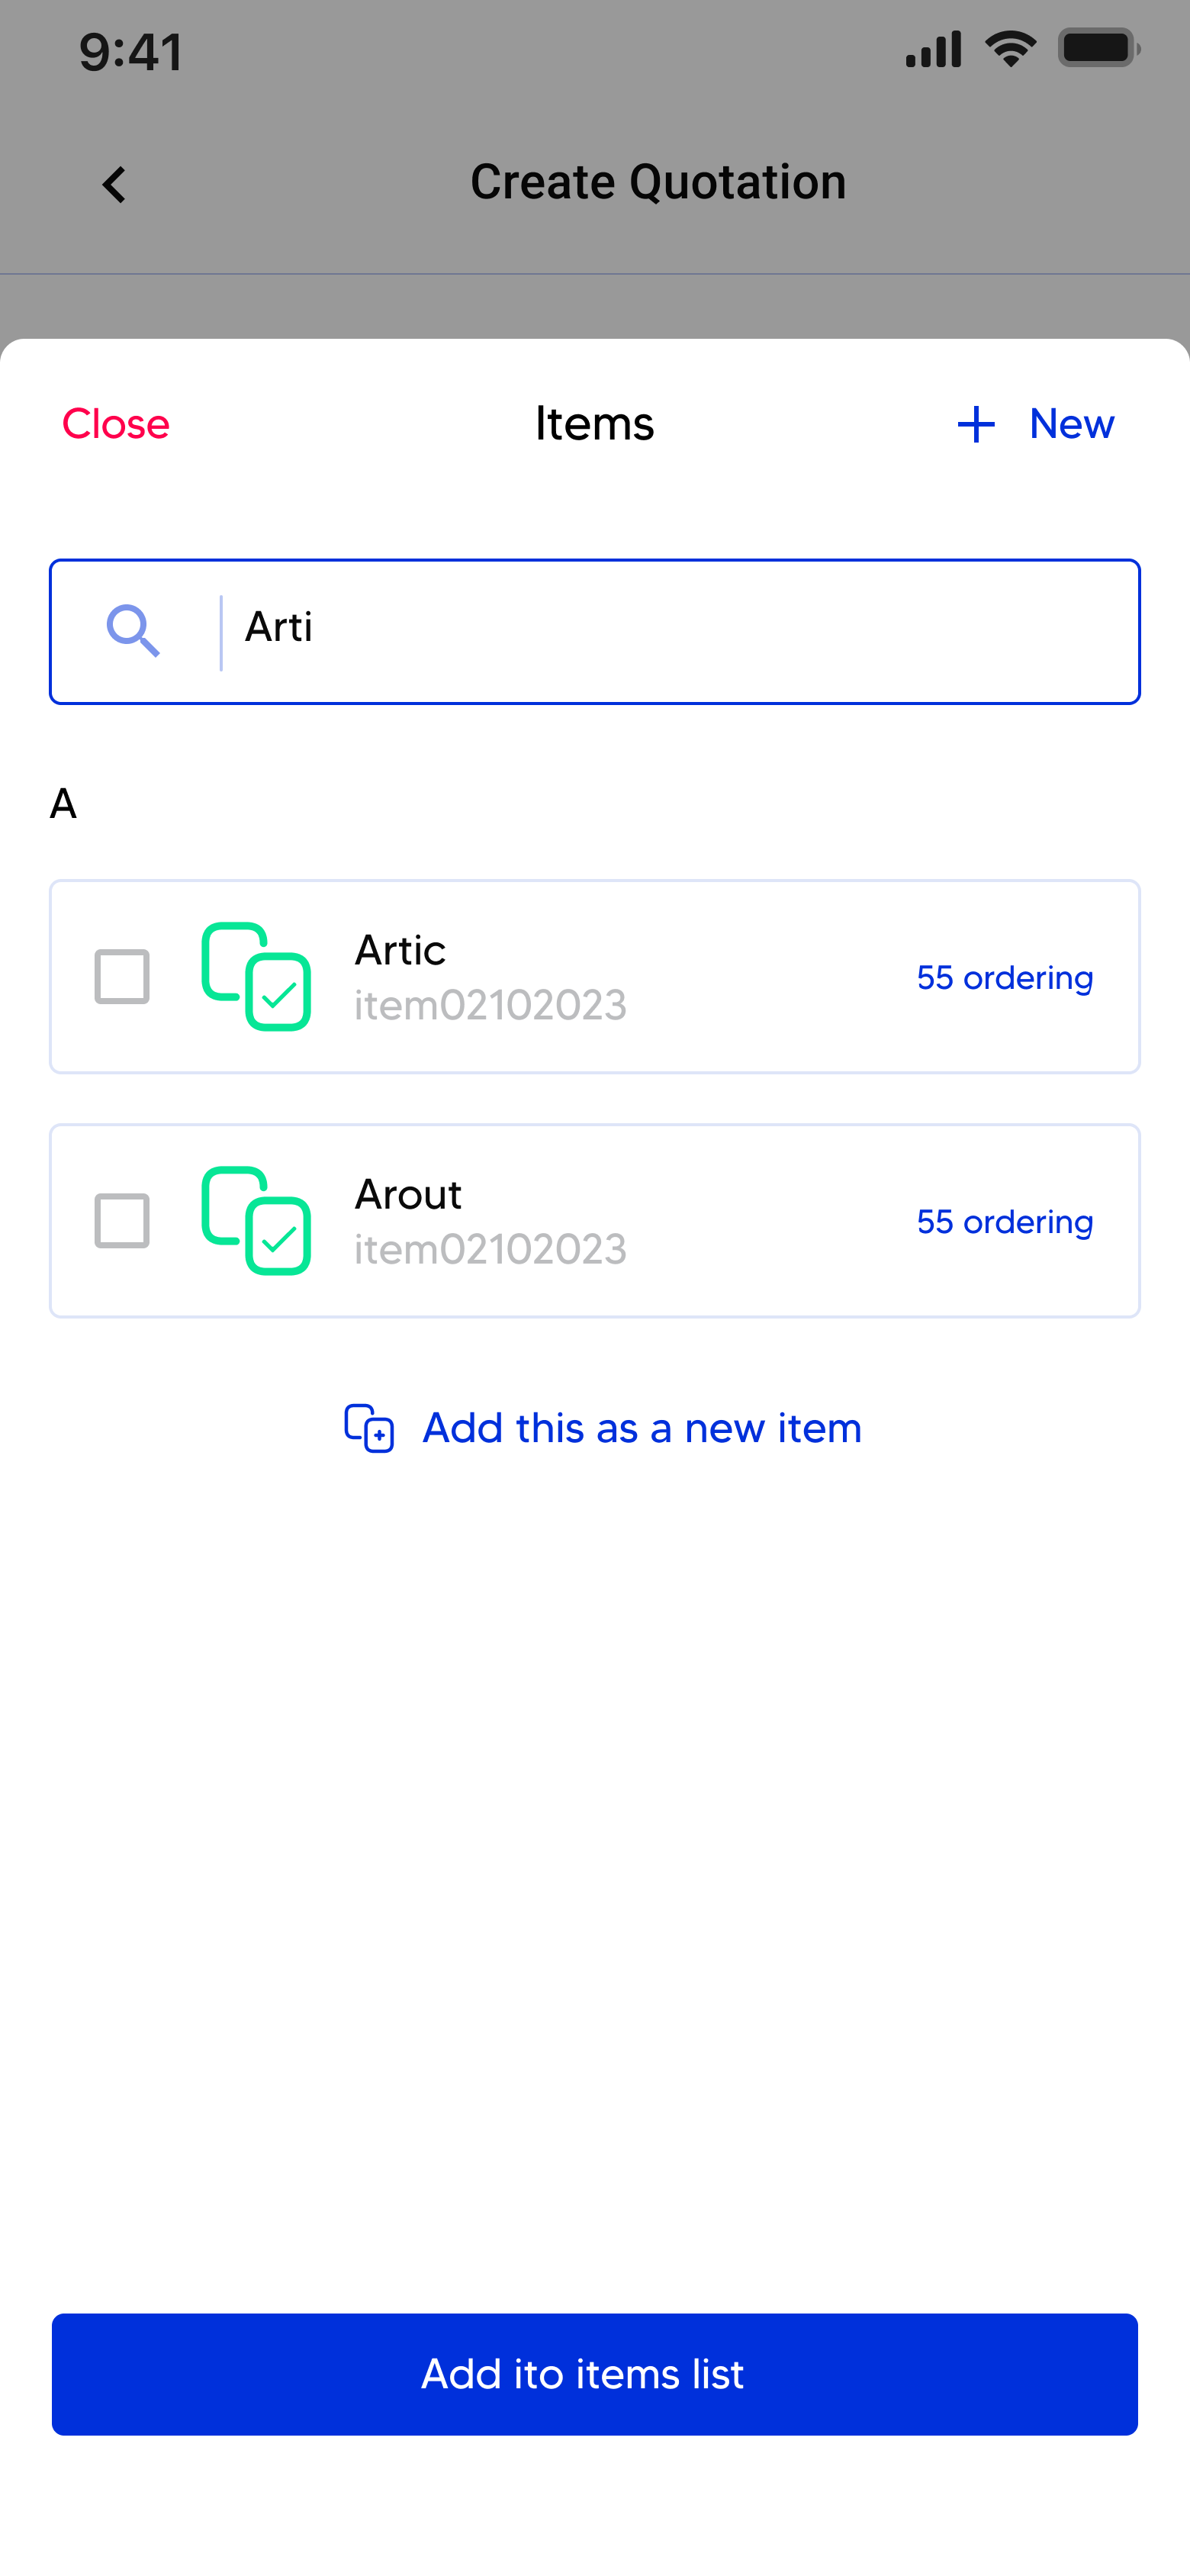 9:41
Create Quotation
Close
Items
New
Arti
A
Artic
item02102023
55 ordering
Arout
item02102023
55 ordering
Add this as a new item
Add ito items list